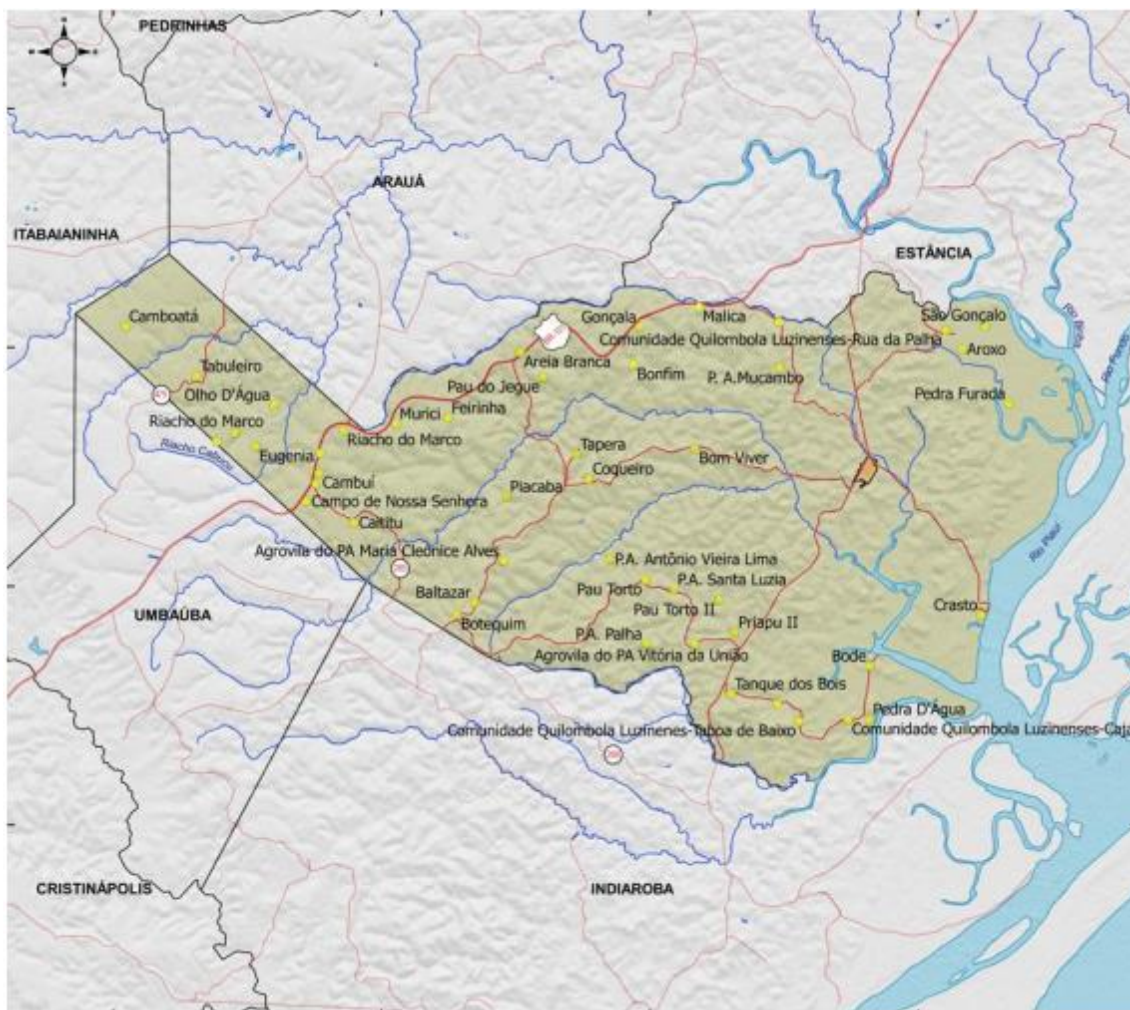 PEDRINHAS
ARAUÁ
ITABAIANINHA
ESTÂNCIA
Camboatá
Gonçala
Malica
São Gonçalo
Comunidade Quilombola Luzinenses-Rua da Palha
Aroxo
Areia Branca
Tabuleiro
Bonfim
P. A.Mucambo
Pau do Jegue
Olho D'Água
Pedra Furada
Murici
Feirinha
Riacho do Marco
Riacho do Marco
Eugenia
Tapera
Bom Viver
Coqueiro
Cambuí
Piacaba
Campo de Nossa Senhora
Caititu
Rio Piauí
Agrovila do PA Maria Cleonice Alves
P.A. Antônio Vieira Lima
P.A. Santa Luzia
Pau Torto
Baltazar
Pau Torto II
Crasto
UMBAÚBA
Botequim
Priapu II
P.A. Palha
Agrovila do PA Vitória da União
Bode
Tanque dos Bois
Pedra D'Água
Comunidade Quilombola Luzinenes-Taboa de Baixo
Comunidade Quilombola Luzinenses-Caja
CRISTINÁPOLIS
INDIAROBA